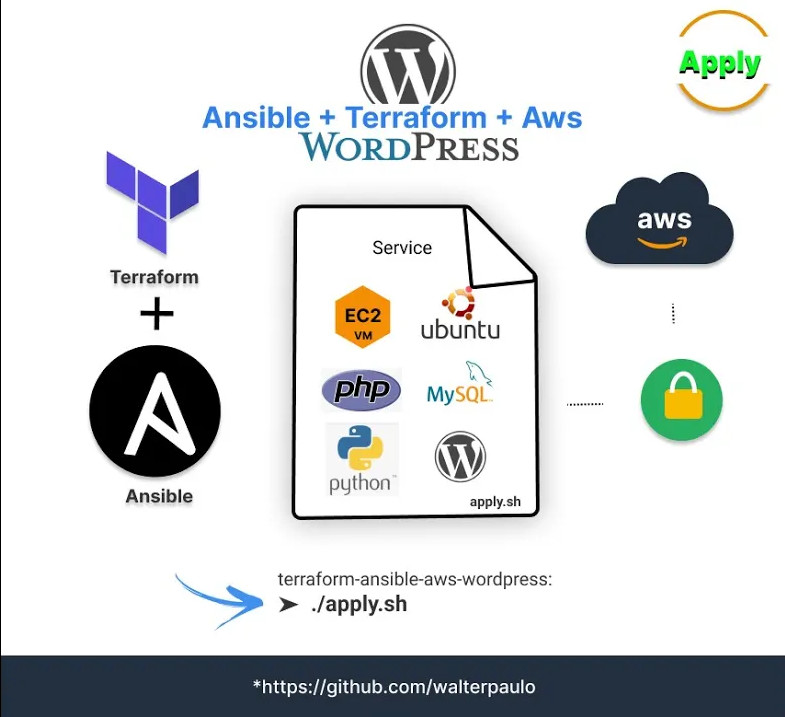 Apply
Ansible + Terraform + Aws
WORDPRESS
Terraform
+
Ansible
aws
Service
EC2
VM
ubuntu
php
MySQL
python
apply.sh
terraform-ansible-aws-wordpress:
➤ ./apply.sh
*https://github.com/walterpaulo